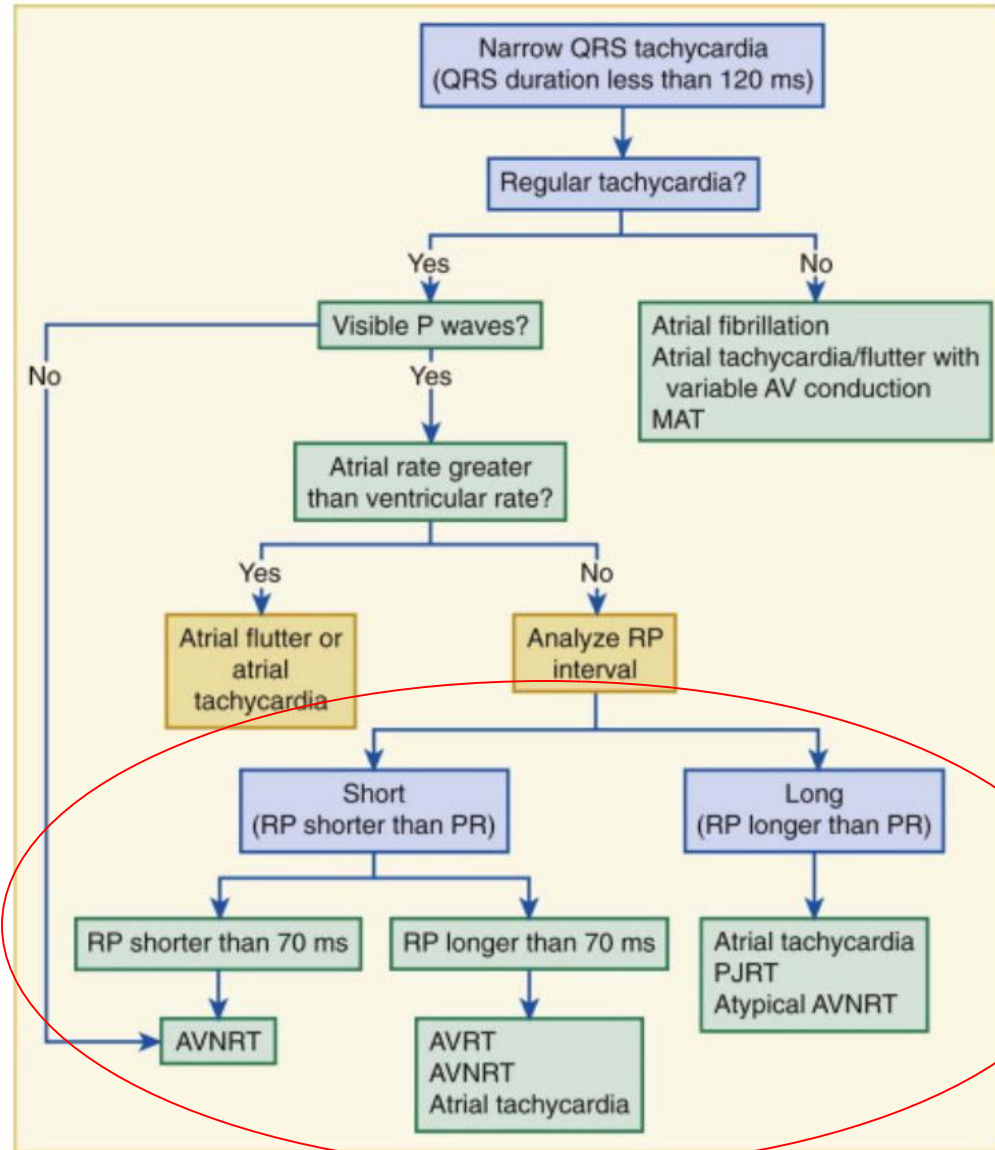 Narrow QRS tachycardia
(QRS duration less than 120 ms)
Regular tachycardia?
Yes
No
Visible P waves?
Atrial fibrillation
Atrial tachycardia/flutter with
variable AV conduction
MAT
No
Yes
Atrial rate greater
than ventricular rate?
Yes
No
Atrial flutter or
atrial
tachycardia
Analyze RP
interval
Short
(RP shorter than PR)
Long
(RP longer than PR)
RP shorter than 70 ms
RP longer than 70 ms
Atrial tachycardia
PJRT
Atypical AVNRT
AVNRT
AVRT
AVNRT
Atrial tachycardia